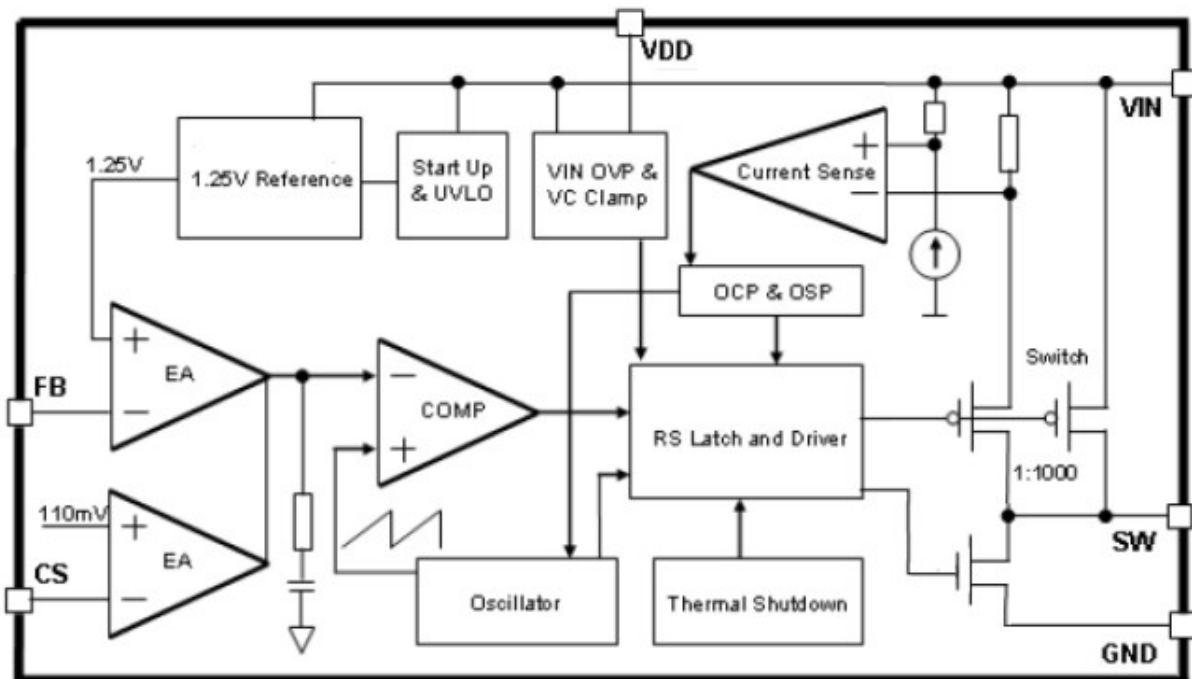 VDD
VIN
1.25V
1.25V Reference
Start Up
& UVLO
VIN OVP &
VC Clamp
+
Current Sense
−
OCP & OSP
Switch
FB
+
EA
−
−
COMP
+
RS Latch and Driver
1:1000
110mV
+
EA
−
CS
Oscillator
Thermal Shutdown
SW
GND